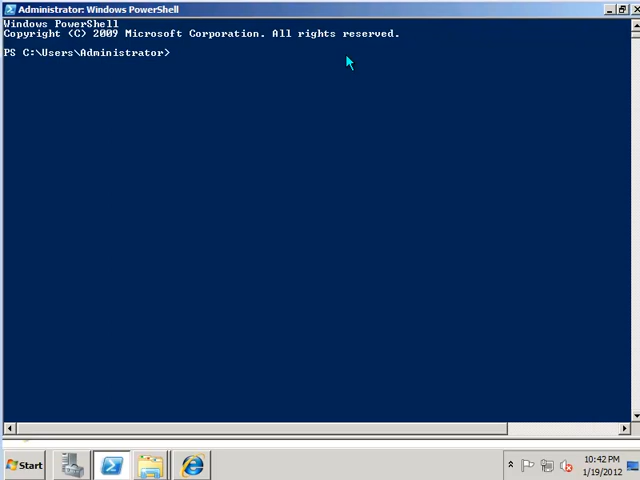 Administrator: Windows PowerShell
Windows PowerShell
Copyright (C) 2009 Microsoft Corporation. All rights reserved.
PS C:\Users\Administrator>
Start
10:42 PM
1/19/2012